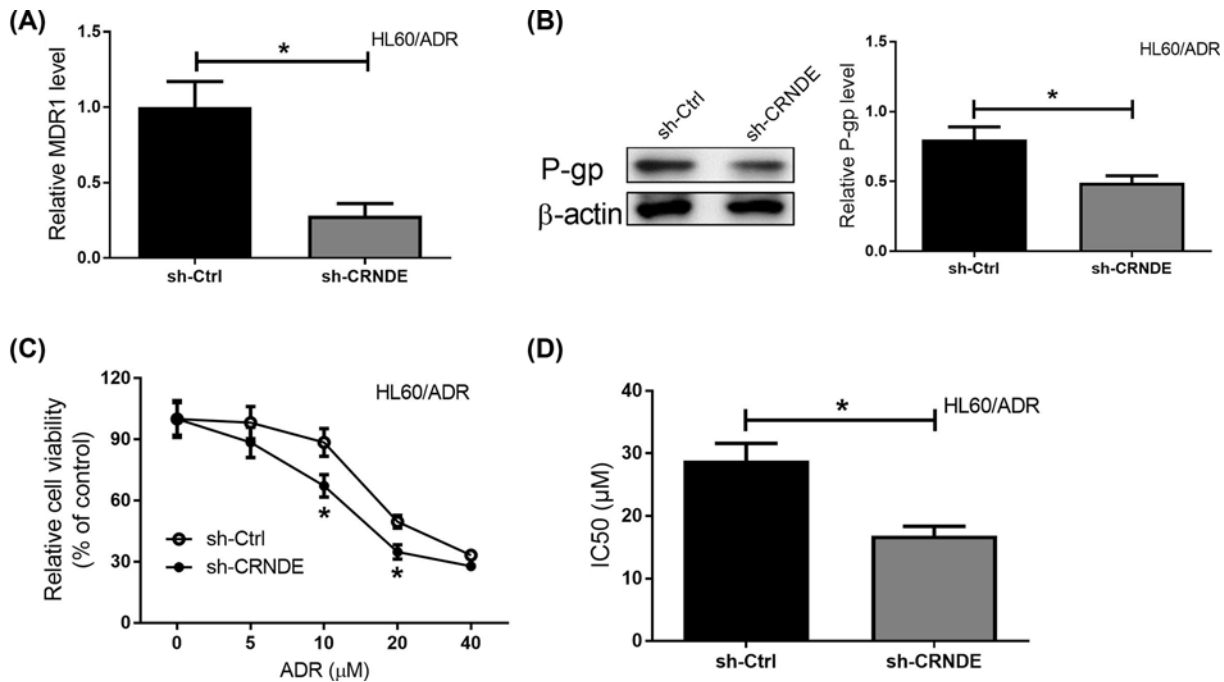 (A)
Relative MDR1 level
1.5
1.0
0.5
0.0
HL60/ADR
*
sh-Ctrl
sh-CRNDE
(B)
sh-Ctrl
sh-CRNDE
P-gp
β-actin
Relative P-gp level
1.5
1.0
0.5
0.0
HL60/ADR
*
sh-Ctrl
sh-CRNDE
(C)
Relative cell viability
(% of control)
120
90
60
30
0
HL60/ADR
sh-Ctrl
sh-CRNDE
*
*
0 5 10 20 40
ADR (μM)
(D)
IC50 (μM)
40
30
20
10
0
HL60/ADR
*
sh-Ctrl
sh-CRNDE